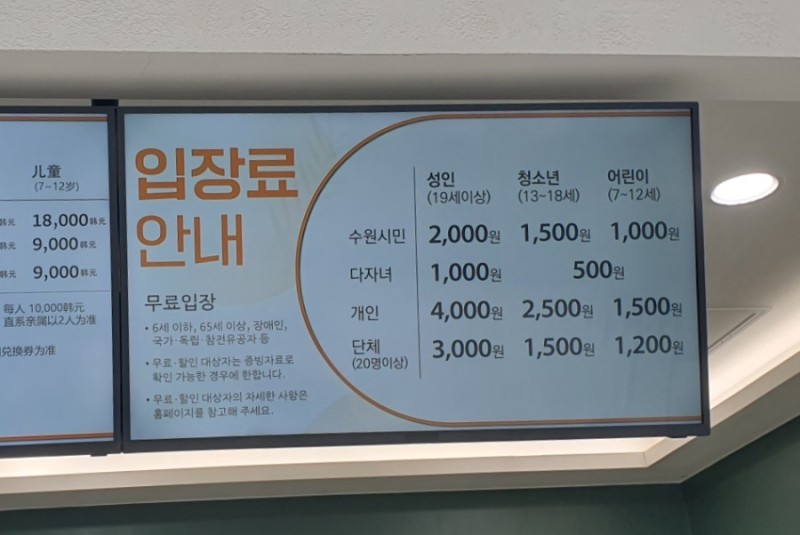 儿童
(7~12岁)
韩元 18,000韩元
韩元 9,000韩元
韩元 9,000韩元
每人 10,000韩元
直系亲属以2人为准
兑换券为准
입장료
안내
무료입장
• 6세 이하, 65세 이상, 장애인,
국가·독립·참전유공자 등
• 무료·할인 대상자는 증빙자료로
확인 가능한 경우에 한합니다.
• 무료·할인 대상자의 자세한 사항은
홈페이지를 참고해 주세요.
성인 청소년 어린이
(19세이상) (13~18세) (7~12세)
수원시민 2,000원 1,500원 1,000원
다자녀 1,000원 500원
개인 4,000원 2,500원 1,500원
단체 3,000원 1,500원 1,200원
(20명이상)